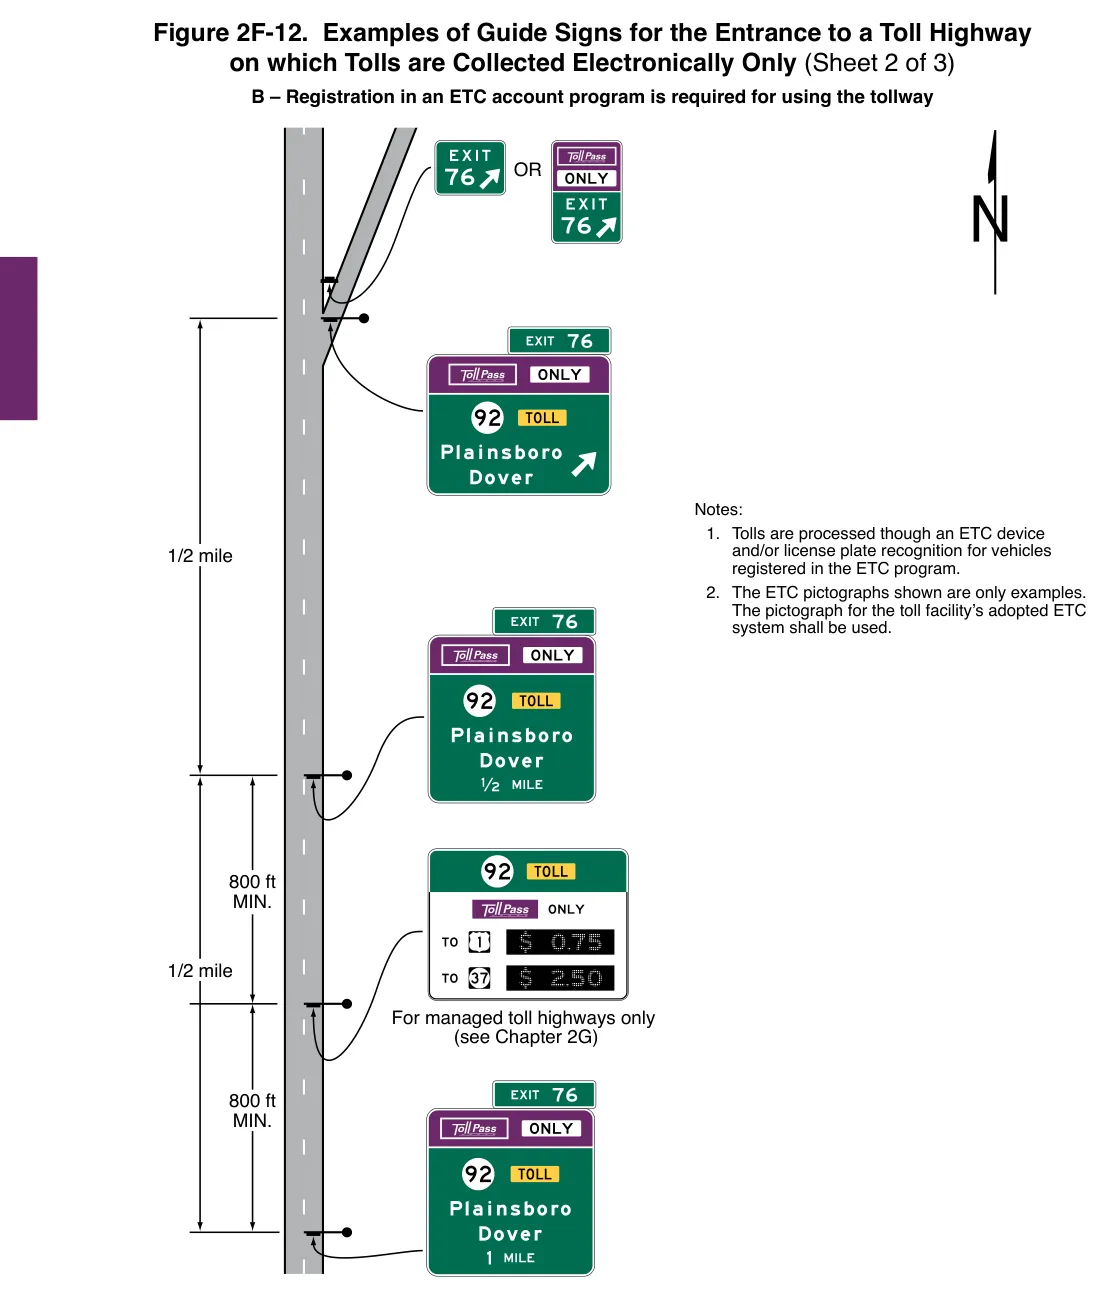 Figure 2F-12. Examples of Guide Signs for the Entrance to a Toll Highway
on which Tolls are Collected Electronically Only (Sheet 2 of 3)
B – Registration in an ETC account program is required for using the tollway
EXIT
76
OR
Toll Pass
ONLY
EXIT
76
N
EXIT 76
Toll Pass ONLY
92 TOLL
Plainsboro
Dover
1/2 mile
Notes:
1. Tolls are processed though an ETC device
and/or license plate recognition for vehicles
registered in the ETC program.
2. The ETC pictographs shown are only examples.
The pictograph for the toll facility's adopted ETC
system shall be used.
EXIT 76
Toll Pass ONLY
92 TOLL
Plainsboro
Dover
1/2 MILE
800 ft
MIN.
1/2 mile
92 TOLL
Toll Pass ONLY
TO 1 $ 0.75
TO 37 $ 2.50
For managed toll highways only
(see Chapter 2G)
800 ft
MIN.
EXIT 76
Toll Pass ONLY
92 TOLL
Plainsboro
Dover
1 MILE